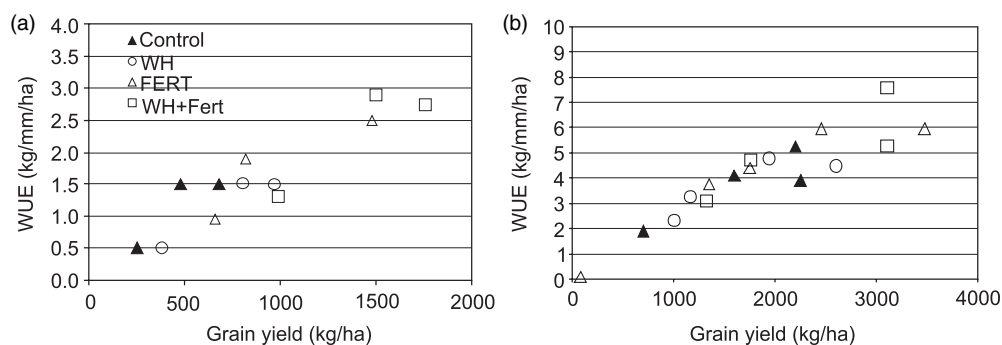 (a)
4.0
3.5
3.0
2.5
2.0
1.5
1.0
0.5
0.0
WUE (kg/mm/ha)
Control
WH
FERT
WH+Fert
0 500 1000 1500 2000
Grain yield (kg/ha)
(b)
10
9
8
7
6
5
4
3
2
1
0
WUE (kg/mm/ha)
0 1000 2000 3000 4000
Grain yield (kg/ha)